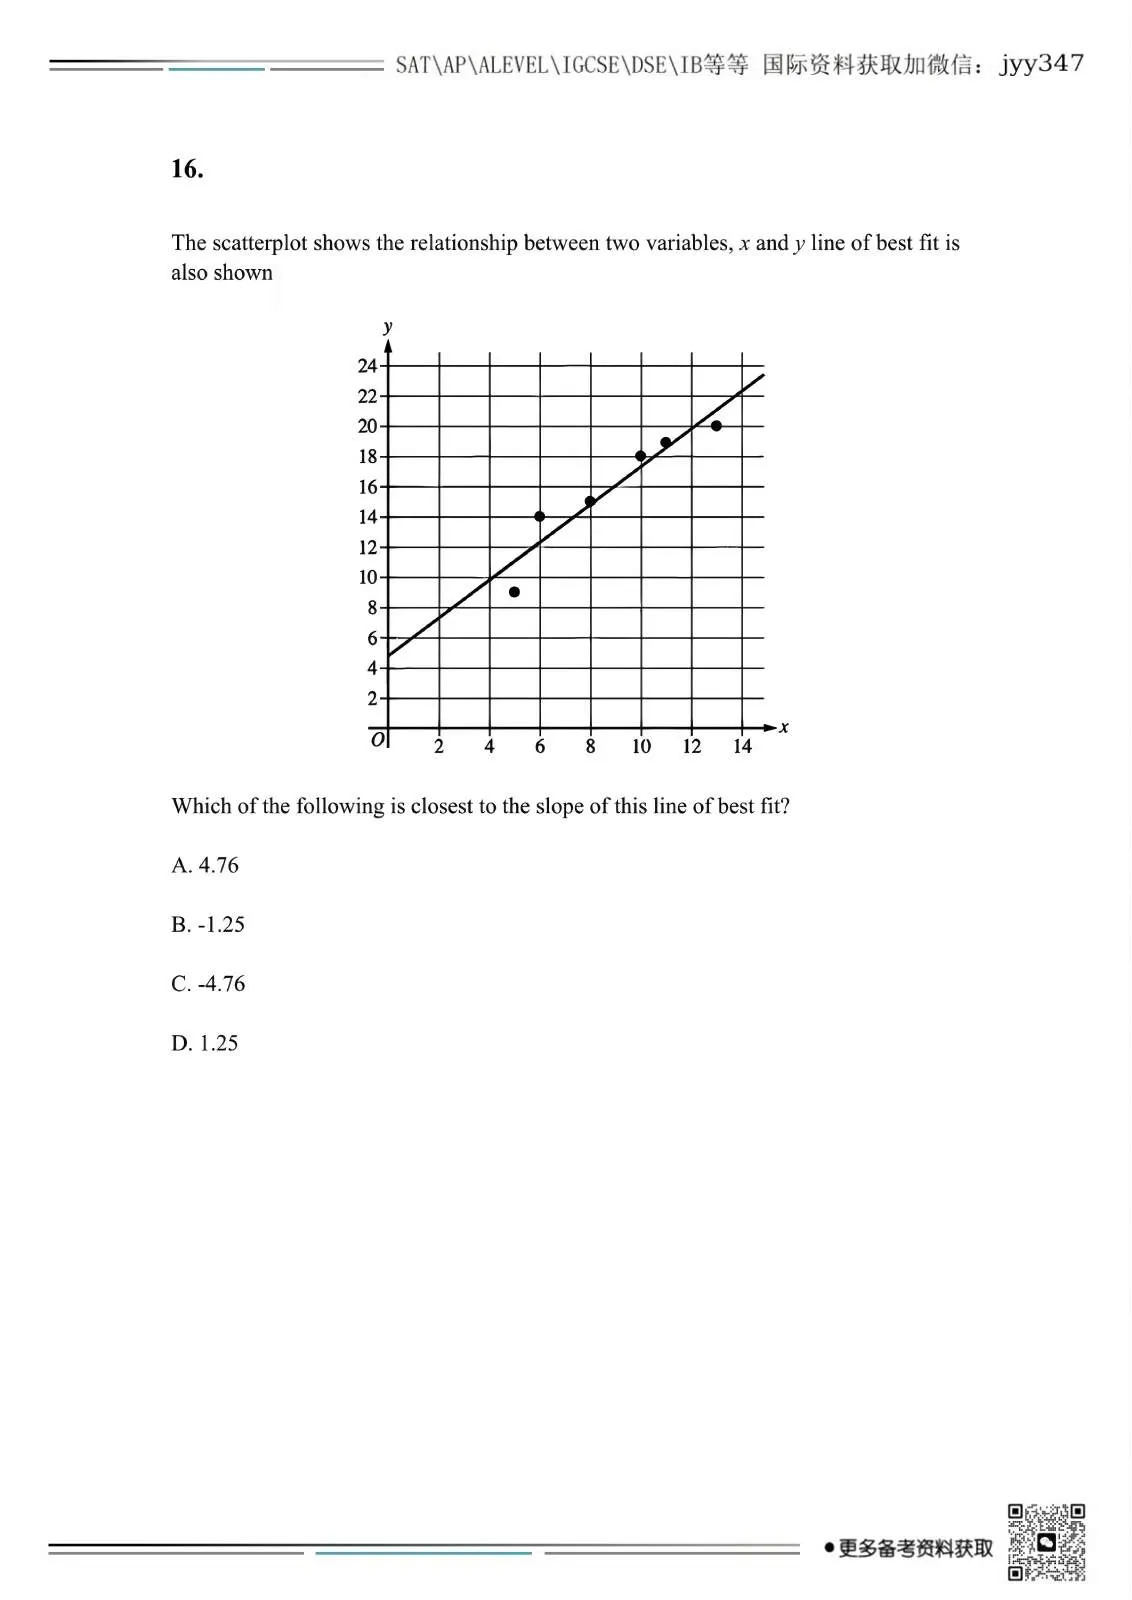 SAT\AP\ALEVEL\IGCSE\DSE\IB等等 国际资料获取加微信：jyy347
16.
The scatterplot shows the relationship between two variables, x and y line of best fit is
also shown
y
24
22
20
18
16
14
12
10
8
6
4
2
O
2 4 6 8 10 12 14
x
Which of the following is closest to the slope of this line of best fit?
A. 4.76
B. -1.25
C. -4.76
D. 1.25
•更多备考资料获取